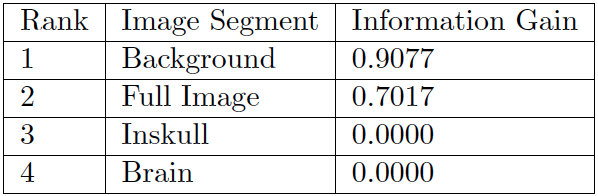 Rank Image Segment Information Gain
1 Background 0.9077
2 Full Image 0.7017
3 Inskull 0.0000
4 Brain 0.0000